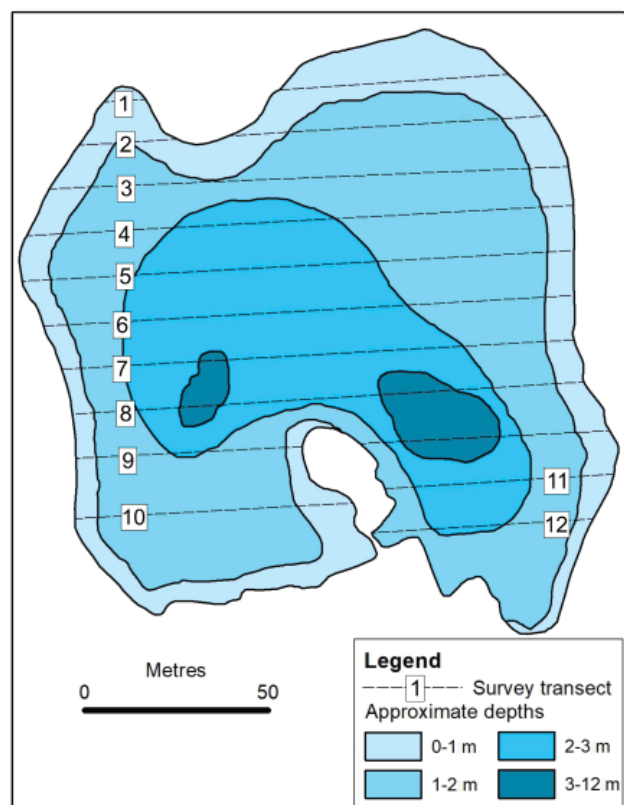 1
2
3
4
5
6
7
8
9
10
11
12
Metres
0 50
Legend
1 Survey transect
Approximate depths
0-1 m 2-3 m
1-2 m 3-12 m